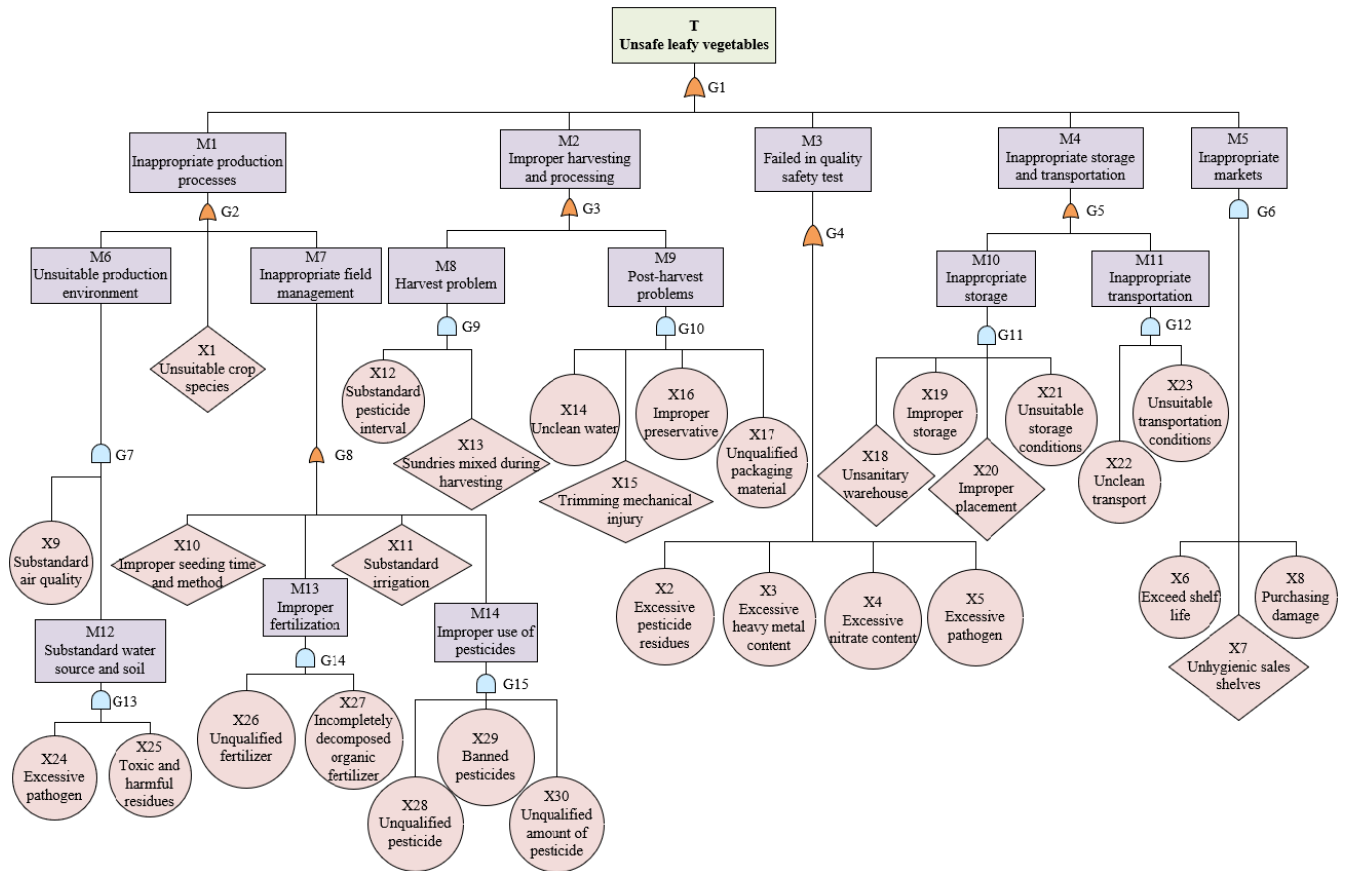 T
Unsafe leafy vegetables
G1
M1
Inappropriate production
processes
M2
Improper harvesting
and processing
M3
Failed in quality
safety test
M4
Inappropriate storage
and transportation
M5
Inappropriate
markets
G2
G3
G4
G5
G6
M6
Unsuitable production
environment
M7
Inappropriate field
management
M8
Harvest problem
M9
Post-harvest
problems
M10
Inappropriate
storage
M11
Inappropriate
transportation
X1
Unsuitable crop
species
G9
G10
G11
G12
X12
Substandard
pesticide
interval
X13
Sundries mixed during
harvesting
X14
Unclean water
X15
Trimming mechanical
injury
X16
Improper
preservative
X17
Unqualified
packaging
material
X18
Unsanitary
warehouse
X19
Improper
storage
X20
Improper
placement
X21
Unsuitable
storage
conditions
X22
Unclean
transport
X23
Unsuitable
transportation
conditions
G7
G8
X9
Substandard
air quality
X10
Improper seeding time
and method
X11
Substandard
irrigation
M13
Improper
fertilization
M14
Improper use of
pesticides
X2
Excessive
pesticide
residues
X3
Excessive
heavy metal
content
X4
Excessive
nitrate content
X5
Excessive
pathogen
X6
Exceed shelf
life
X7
Unhygienic sales
shelves
X8
Purchasing
damage
M12
Substandard water
source and soil
G13
G14
G15
X24
Excessive
pathogen
X25
Toxic and
harmful
residues
X26
Unqualified
fertilizer
X27
Incompletely
decomposed
organic
fertilizer
X28
Unqualified
pesticide
X29
Banned
pesticides
X30
Unqualified
amount of
pesticide